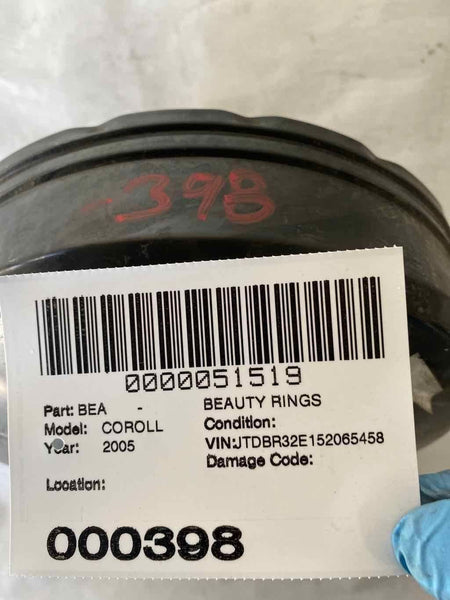 -398
0000051519
Part: BEA - BEAUTY RINGS
Model: COROLL Condition:
Year: 2005 VIN:JTDBR32E152065458
Damage Code:
Location:
000398